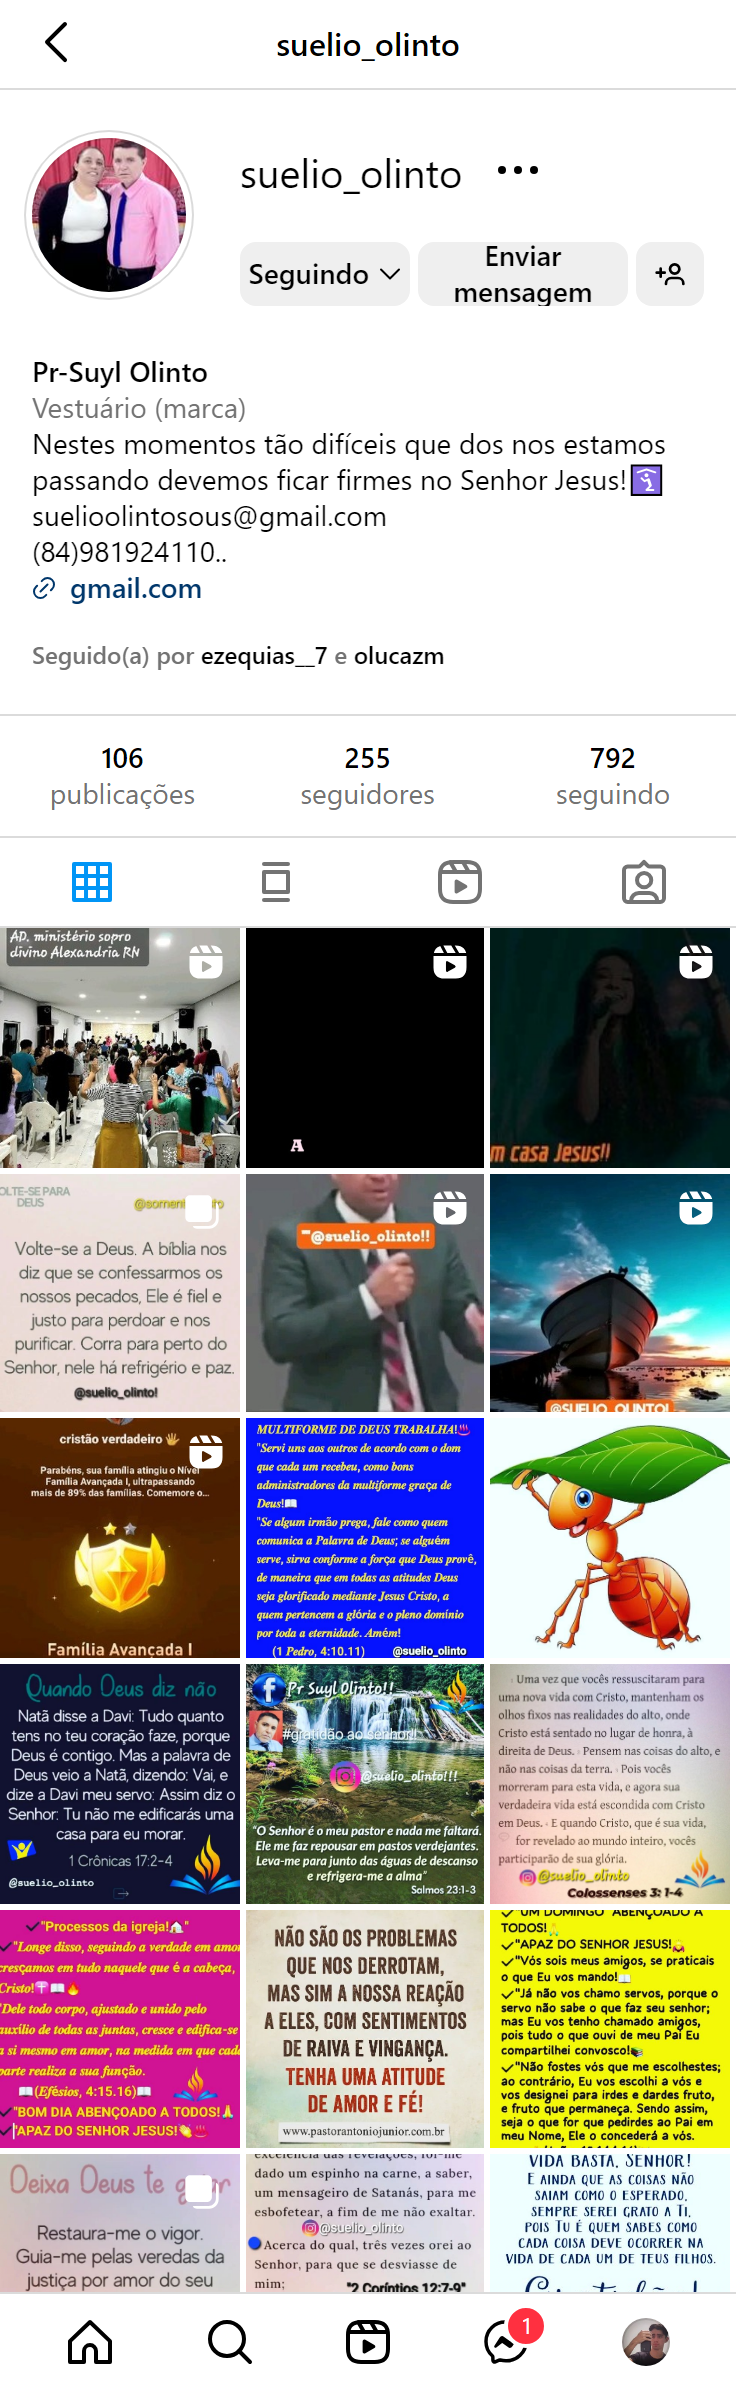 suelio_olinto
suelio_olinto
Seguindo
Enviar
mensagem
Pr-Suyl Olinto
Vestuário (marca)
Nestes momentos tão difíceis que dos nos estamos
passando devemos ficar firmes no Senhor Jesus!🛐
suelioolintosous@gmail.com
(84)981924110..
gmail.com
Seguido(a) por ezequias__7 e olucazm
106
publicações
255
seguidores
792
seguindo
AD. ministério sopro
divino Alexandria RN
A
m casa Jesus!!
OLTE-SE PARA
DEUS
Volte-se a Deus. A bíblia nos
diz que se confessarmos os
nossos pecados, Ele é fiel e
justo para perdoar e nos
purificar. Corra para perto do
Senhor, nele há refrigério e paz.
@suelio_olinto!
"@suelio_olinto!!
@SUELIO_OLINTO!
cristão verdadeiro 🖐
Parabéns, sua família atingiu o Nível
Família Avançada I, ultrapassando
mais de 89% das famílias. Comemore o...
Família Avançada I
MULTIFORME DE DEUS TRABALHA!♨
"Servi uns aos outros de acordo com o dom
que cada um recebeu, como bons
administradores da multiforme graça de
Deus!📖
"Se algum irmão prega, fale como quem
comunica a Palavra de Deus; se alguém
serve, sirva conforme a força que Deus provê,
de maneira que em todas as atitudes Deus
seja glorificado mediante Jesus Cristo, a
quem pertencem a glória e o pleno domínio
por toda a eternidade. Amém!
(1 Pedro, 4:10.11) @suelio_olinto
Quando Deus diz não
Natã disse a Davi: Tudo quanto
tens no teu coração faze, porque
Deus é contigo. Mas a palavra de
Deus veio a Natã, dizendo: Vai, e
dize a Davi meu servo: Assim diz o
Senhor: Tu não me edificarás uma
casa para eu morar.
1 Crônicas 17:2-4
@suelio_olinto
Pr Suyl Olinto!!
#gratidão ao senhor!
@suelio_olinto!!!
"O Senhor é o meu pastor e nada me faltará.
Ele me faz repousar em pastos verdejantes.
Leva-me para junto das águas de descanso
e refrigera-me a alma"
Salmos 23:1-3
Uma vez que vocês ressuscitaram para
uma nova vida com Cristo, mantenham os
olhos fixos nas realidades do alto, onde
Cristo está sentado no lugar de honra, à
direita de Deus. Pensem nas coisas do alto, e
não nas coisas da terra. Pois vocês
morreram para esta vida, e agora sua
verdadeira vida está escondida com Cristo
em Deus. E quando Cristo, que é sua vida,
for revelado ao mundo inteiro, vocês
participarão de sua glória.
@suelio_olinto
Colossenses 3: 1-4
✔"Processos da igreja!🏠"
✔"Longe disso, seguindo a verdade em amor
cresçamos em tudo naquele que é a cabeça,
Cristo!✝📖🔥
"Dele todo corpo, ajustado e unido pelo
auxílio de todas as juntas, cresce e edifica-se
a si mesmo em amor, na medida em que cada
parte realiza a sua função.
📖(Efésios, 4:15.16)📖
✔"BOM DIA ABENÇOADO A TODOS!🙏
✔"APAZ DO SENHOR JESUS!👏♨
NÃO SÃO OS PROBLEMAS
QUE NOS DERROTAM,
MAS SIM A NOSSA REAÇÃO
A ELES, COM SENTIMENTOS
DE RAIVA E VINGANÇA.
TENHA UMA ATITUDE
DE AMOR E FÉ!
www.pastorantoniojunior.com.br
✔"UM DOMINGO" ABENÇOADO A
TODOS!🙏
✔"APAZ DO SENHOR JESUS!
✔"Vós sois meus amigos, se praticais
o que Eu vos mando!📖
✔"Já não vos chamo servos, porque o
servo não sabe o que faz seu senhor;
mas Eu vos tenho chamado amigos,
pois tudo o que ouvi de meu Pai Eu
compartilhei convosco!
✔"Não fostes vós que me escolhestes;
ao contrário, Eu vos escolhi a vós e
vos designei para irdes e dardes fruto,
e fruto que permaneça. Sendo assim,
seja o que for que pedirdes ao Pai em
meu Nome, Ele o concederá a vós.
Deixa Deus te
Restaura-me o vigor.
Guia-me pelas veredas da
justiça por amor do seu
excelência das revelações, foi-me
dado um espinho na carne, a saber,
um mensageiro de Satanás, para me
esbofetear, a fim de me não exaltar.
@suelio_olinto
Acerca do qual, três vezes orei ao
Senhor, para que se desviasse de
mim;
"2 Coríntios 12:7-9"
VIDA BASTA, SENHOR!
E AINDA QUE AS COISAS NÃO
SAIAM COMO O ESPERADO,
SEMPRE SEREI GRATO A TI,
POIS TU É QUEM SABES COMO
CADA COISA DEVE OCORRER NA
VIDA DE CADA UM DE TEUS FILHOS.
1